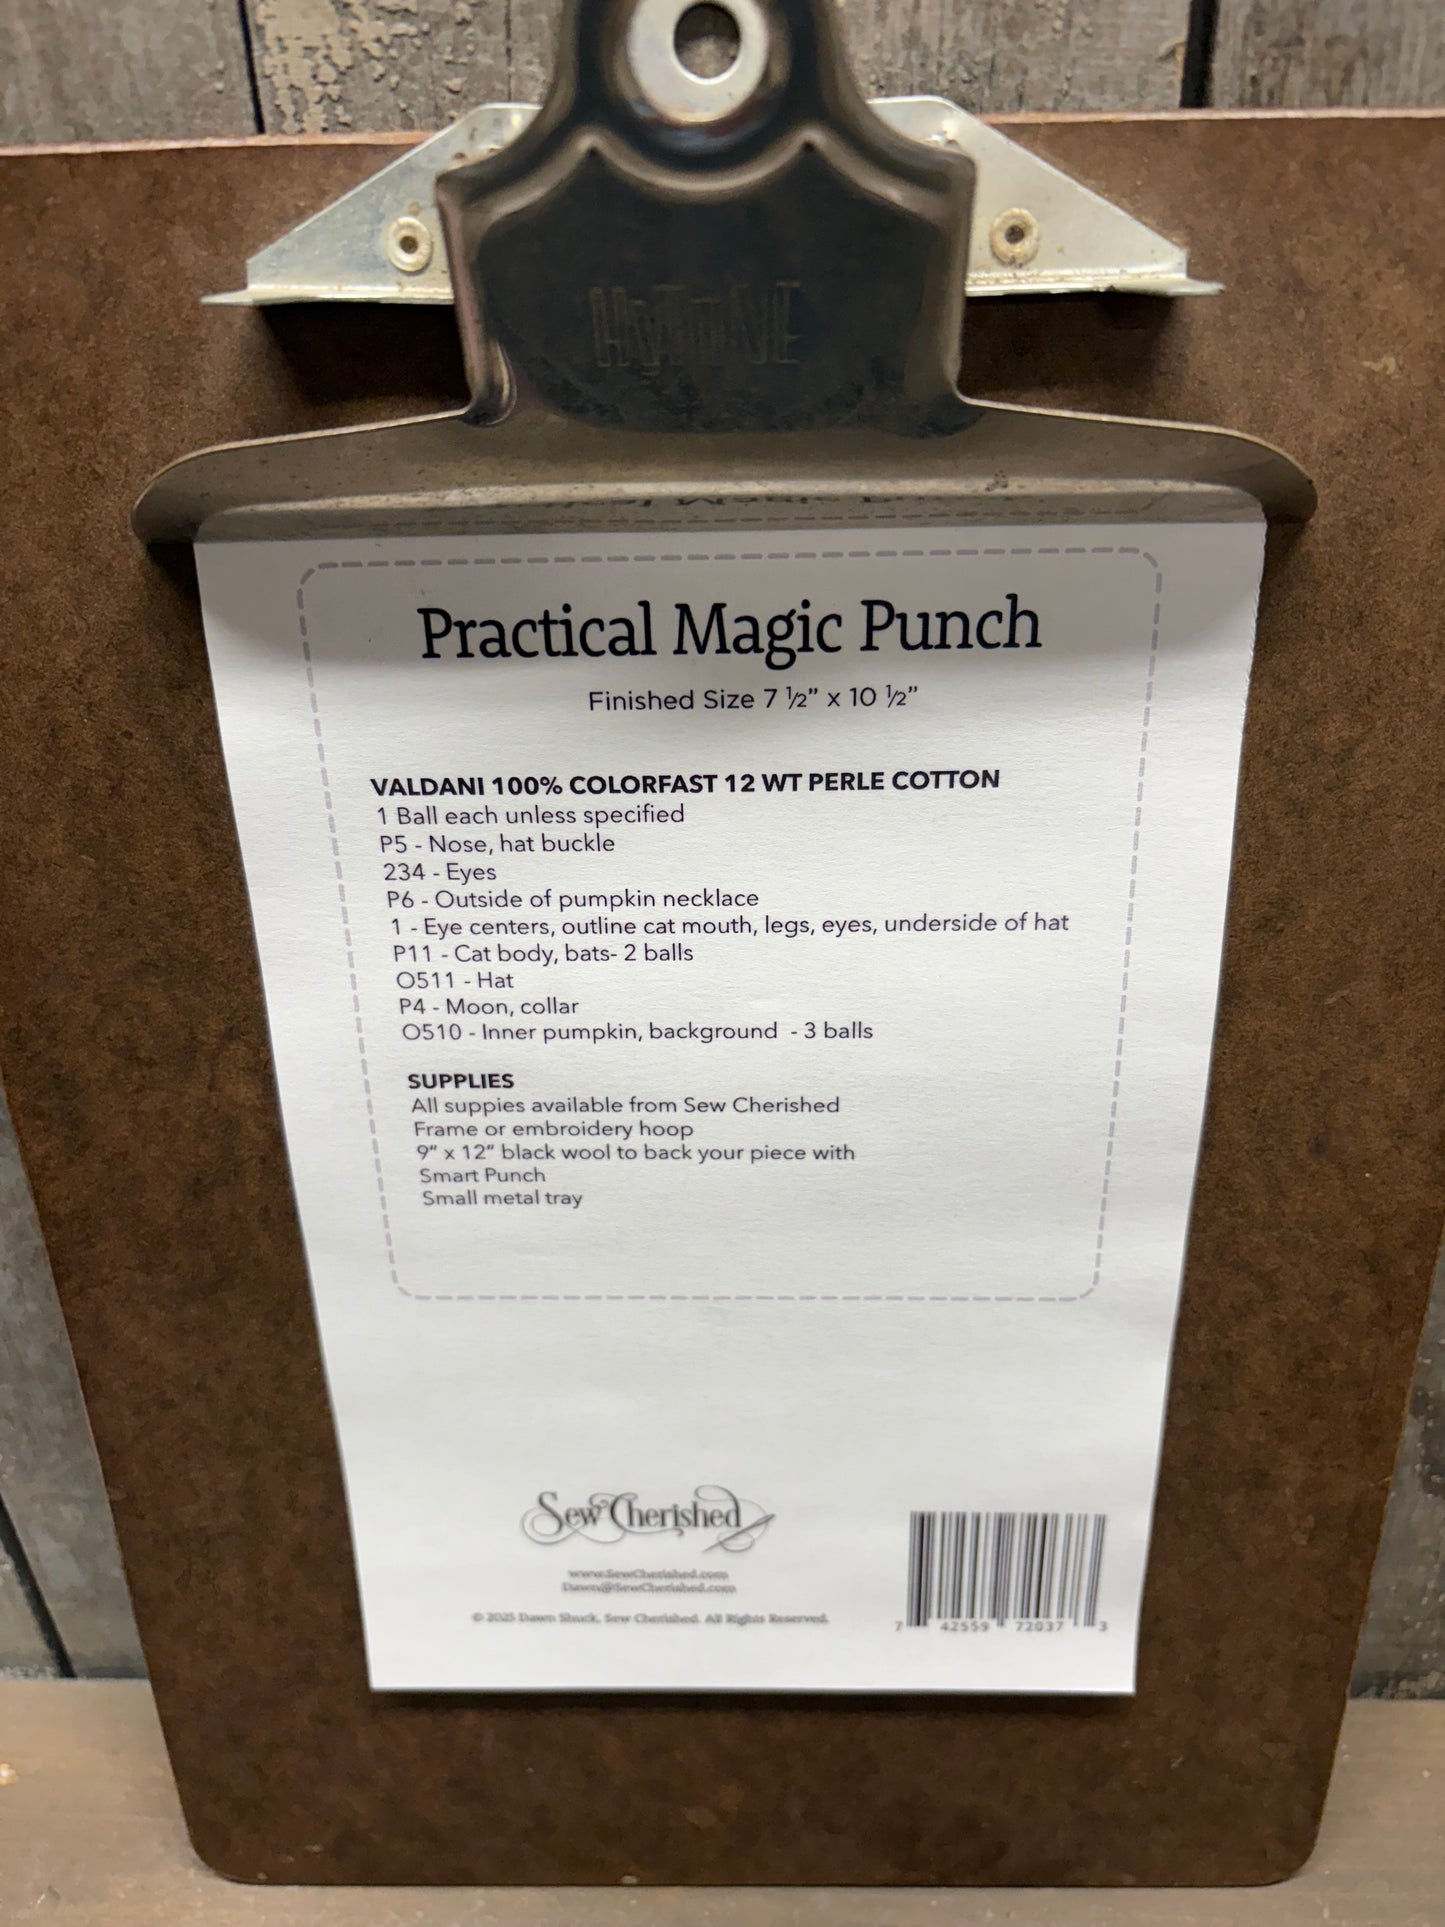 Practical Magic Punch
Finished Size 7 ½” x 10 ½”
VALDANI 100% COLORFAST 12 WT PERLE COTTON
1 Ball each unless specified
P5 - Nose, hat buckle
234 - Eyes
P6 - Outside of pumpkin necklace
1 - Eye centers, outline cat mouth, legs, eyes, underside of hat
P11 - Cat body, bats- 2 balls
O511 - Hat
P4 - Moon, collar
O510 - Inner pumpkin, background - 3 balls
SUPPLIES
All suppies available from Sew Cherished
Frame or embroidery hoop
9” x 12” black wool to back your piece with
Smart Punch
Small metal tray
Sew Cherished
www.SewCherished.com
Dawn@SewCherished.com
© 2025 Dawn Shuck, Sew Cherished. All Rights Reserved.
7 42559 72037 3